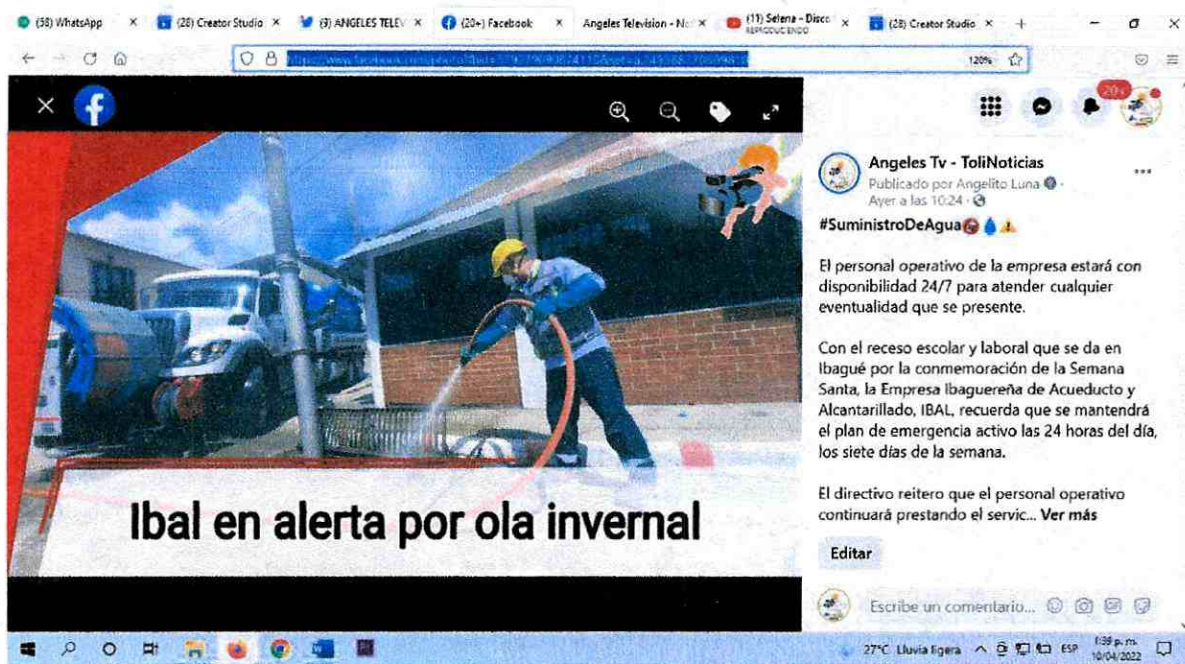 (58) WhatsApp
(28) Creator Studio
(9) ANGELES TELEV
(20+) Facebook
Angeles Television - No
(11) Selena - Disco
(28) Creator Studio
120%
20+
Angeles Tv - ToliNoticias
Publicado por Angelito Luna
Ayer a las 10:24
#SuministroDeAgua
El personal operativo de la empresa estará con
disponibilidad 24/7 para atender cualquier
eventualidad que se presente.
Con el receso escolar y laboral que se da en
Ibagué por la conmemoración de la Semana
Santa, la Empresa Ibaguereña de Acueducto y
Alcantarillado, IBAL, recuerda que se mantendrá
el plan de emergencia activo las 24 horas del día,
los siete días de la semana.
El directivo reitero que el personal operativo
continuará prestando el servic... Ver más
Editar
Escribe un comentario...
Ibal en alerta por ola invernal
27°C Lluvia ligera
ESP
1:39 p. m.
10/04/2022